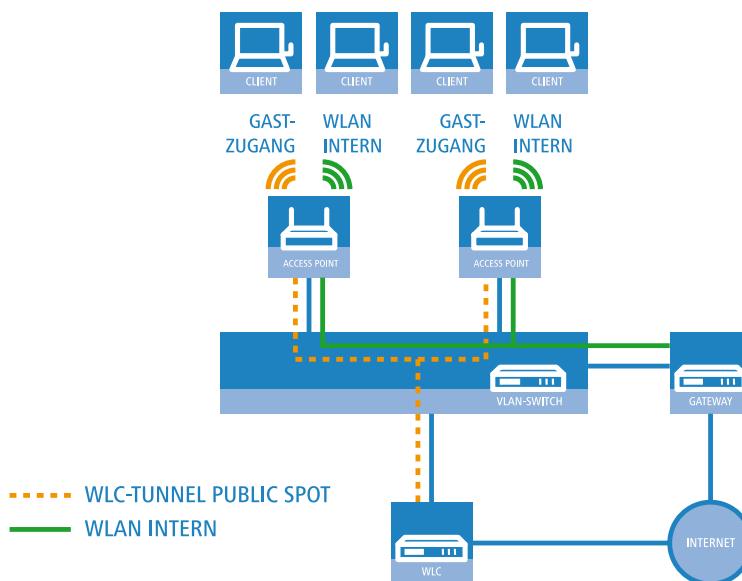 CLIENT
CLIENT
CLIENT
CLIENT
GAST-
ZUGANG
WLAN
INTERN
GAST-
ZUGANG
WLAN
INTERN
ACCESS POINT
ACCESS POINT
VLAN-SWITCH
GATEWAY
WLC-TUNNEL PUBLIC SPOT
WLAN INTERN
WLC
INTERNET